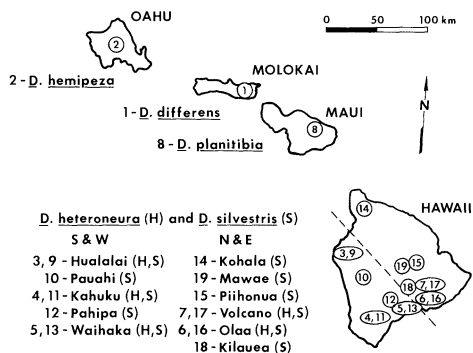 OAHU
0 50 100 km
2
2 - D. hemipeza
MOLOKAI
1
N
1 - D. differens
MAUI
8
8 - D. planitibia
D. heteroneura (H) and D. silvestris (S)
HAWAII
S & W N & E
3, 9 - Hualalai (H,S) 14 - Kohala (S)
10 - Pauahi (S) 19 - Mawae (S)
4, 11 - Kahuku (H,S) 15 - Piihonua (S)
12 - Pahipa (S) 7, 17 - Volcano (H,S)
5, 13 - Waihaka (H,S) 6, 16 - Olaa (H,S)
18 - Kilauea (S)
14
3, 9
19 15
10
18 7, 17
12 6, 16
5, 13
4, 11